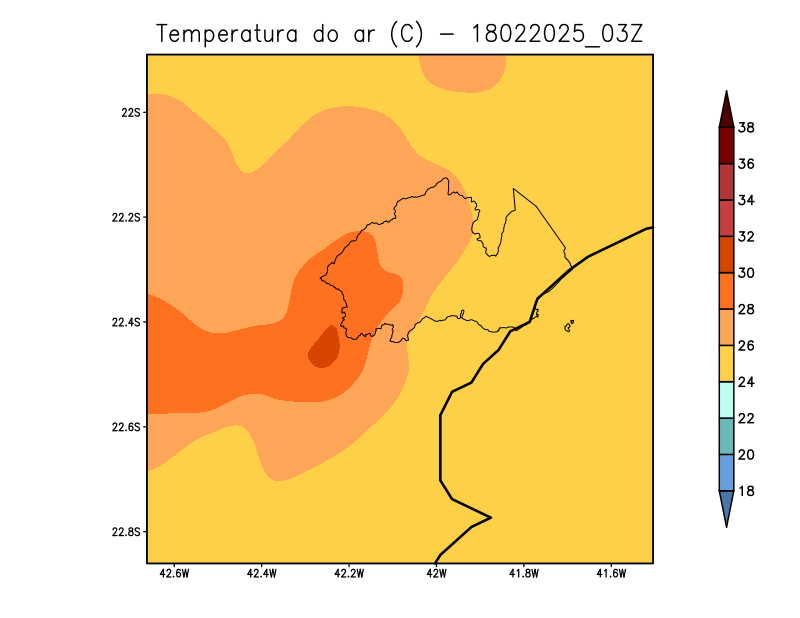 Temperatura do ar (C) - 18022025_03Z
22S
22.2S
22.4S
22.6S
22.8S
42.6W
42.4W
42.2W
42W
41.8W
41.6W
38
36
34
32
30
28
26
24
22
20
18